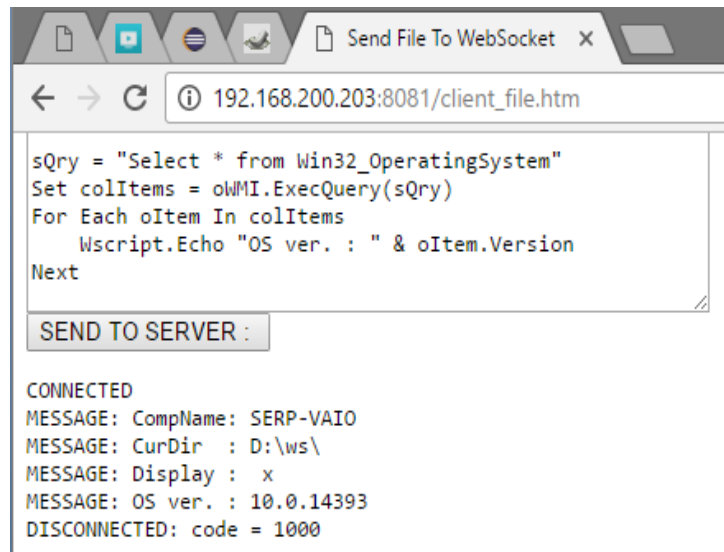 Send File To WebSocket
192.168.200.203:8081/client_file.htm
sQry = "Select * from Win32_OperatingSystem"
Set colItems = oWMI.ExecQuery(sQry)
For Each oItem In colItems
    Wscript.Echo "OS ver. : " & oItem.Version
Next
SEND TO SERVER :
CONNECTED
MESSAGE: CompName: SERP-VAIO
MESSAGE: CurDir  : D:\ws\
MESSAGE: Display :  x
MESSAGE: OS ver. : 10.0.14393
DISCONNECTED: code = 1000